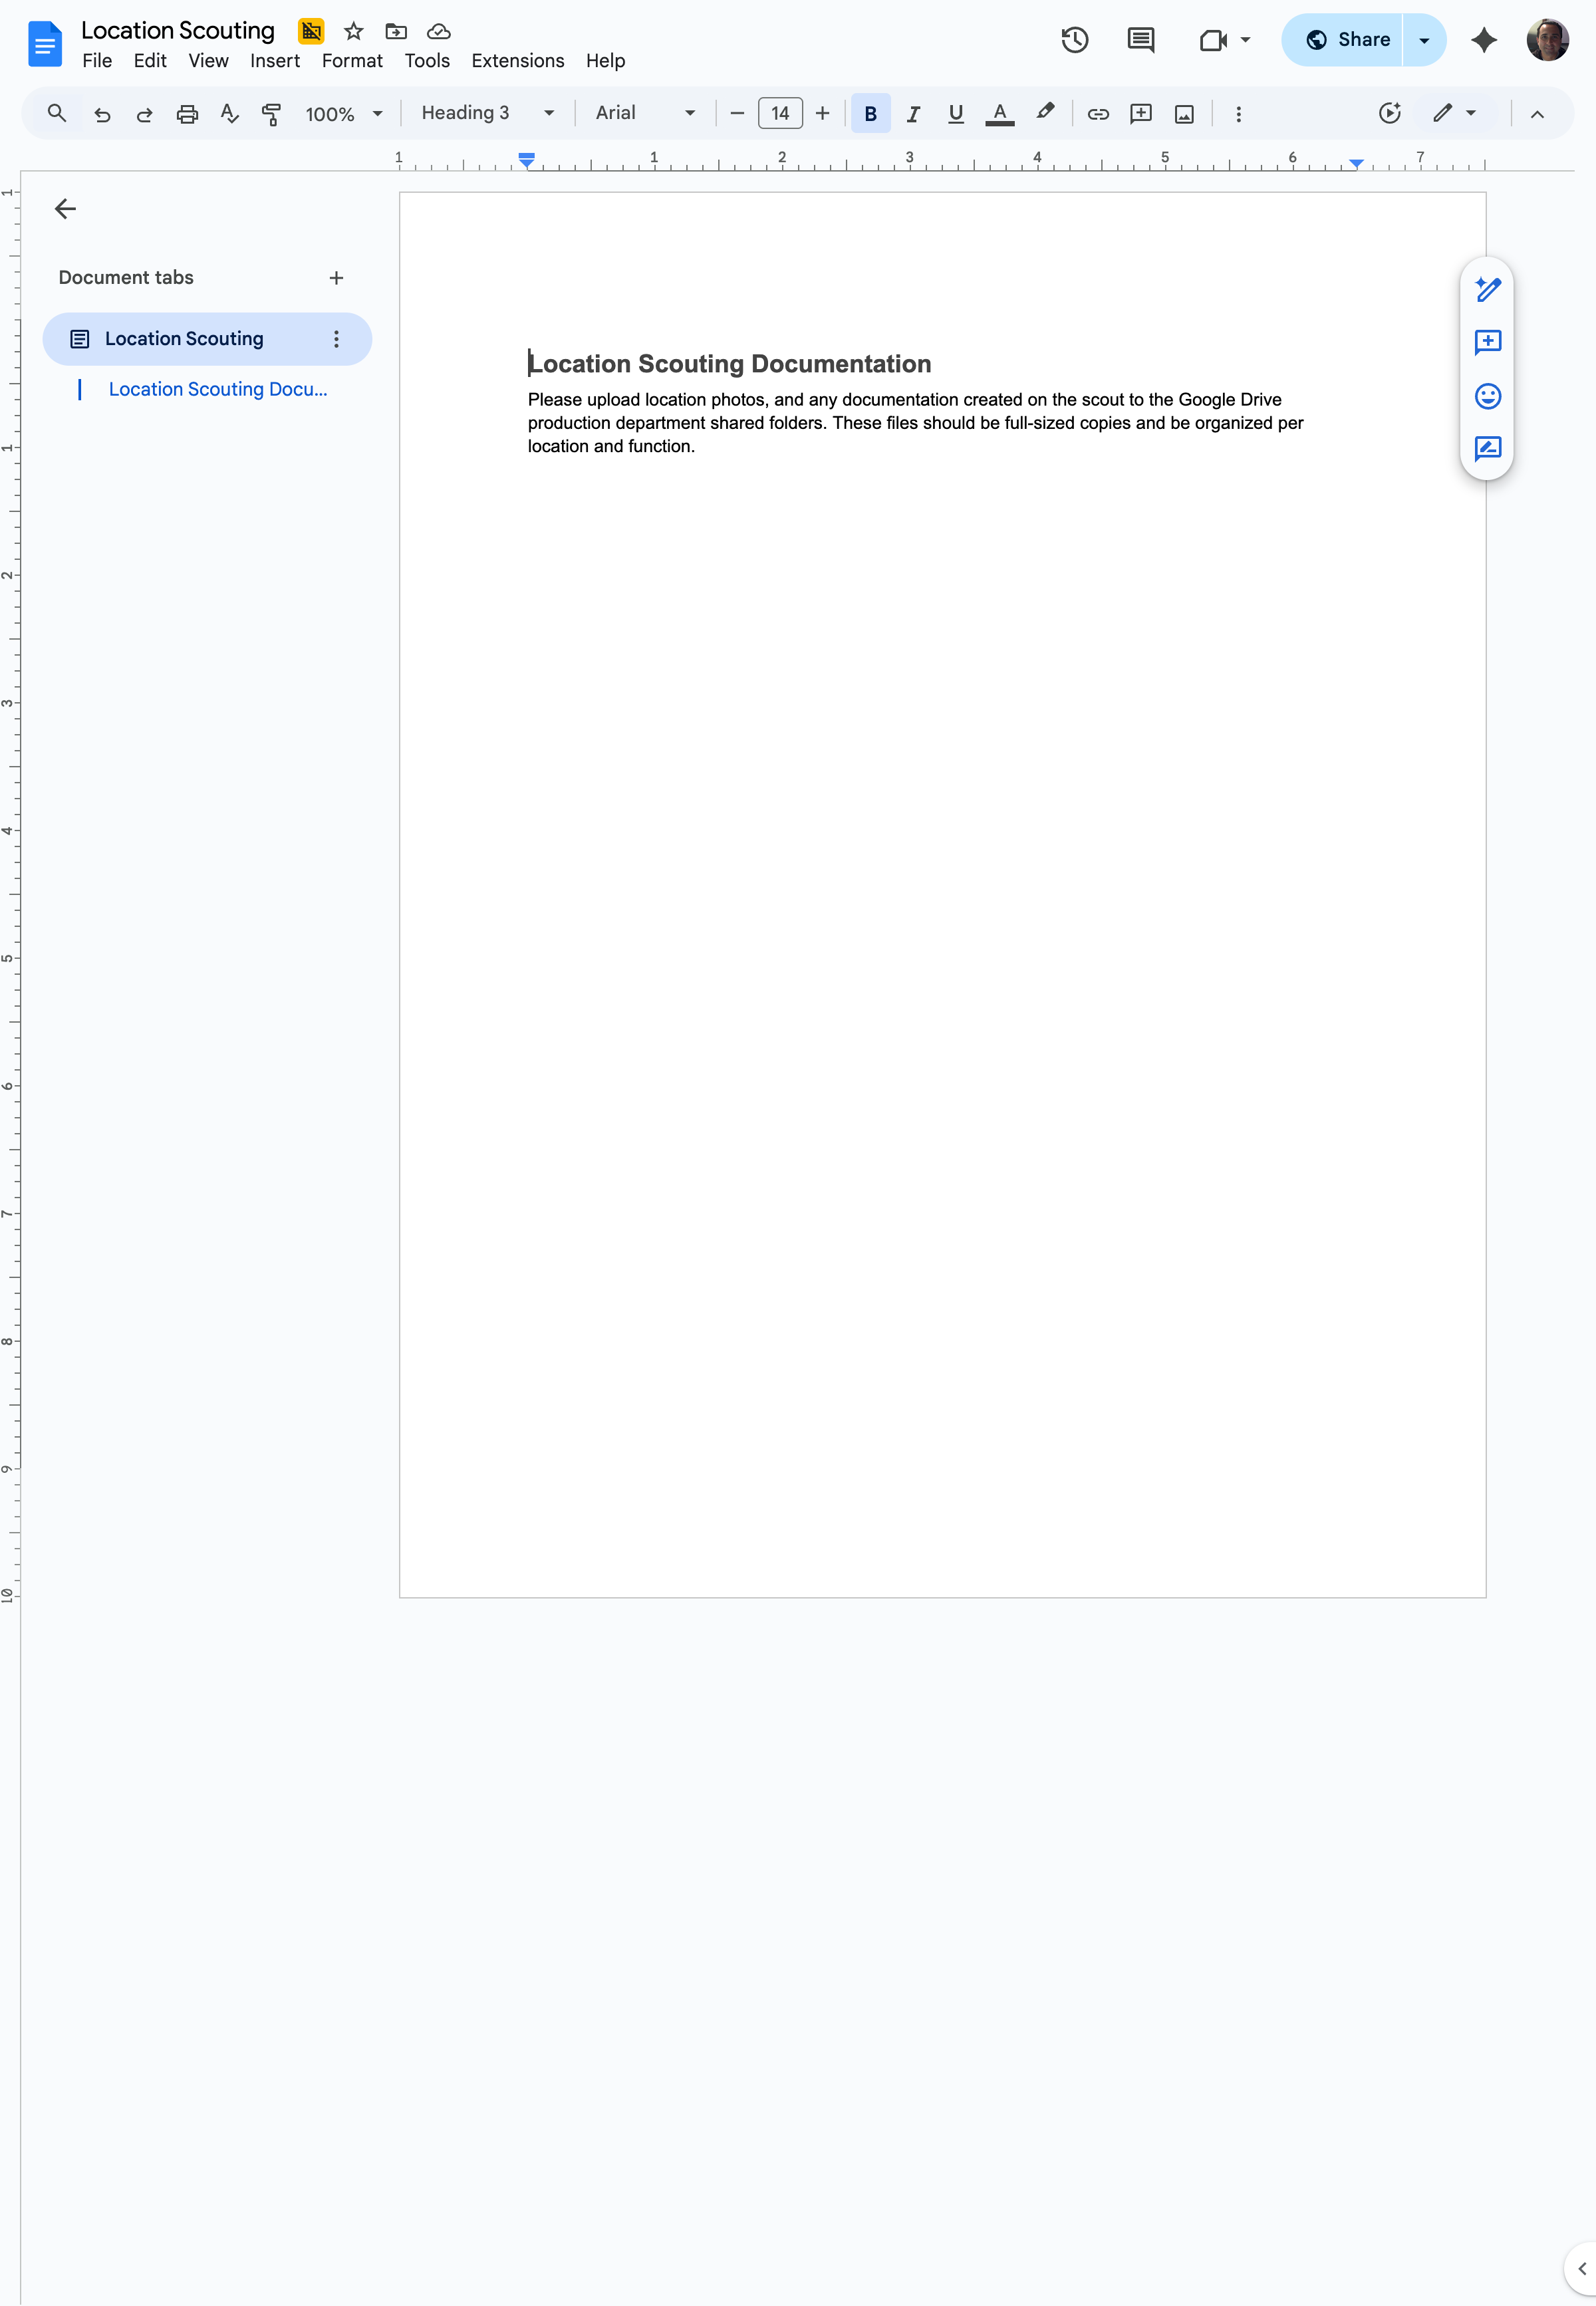 Location Scouting
File Edit View Insert Format Tools Extensions Help
Share
100% Heading 3 Arial 14 B I U A
1 1 2 3 4 5 6 7
Document tabs
Location Scouting
Location Scouting Docu...
Location Scouting Documentation
Please upload location photos, and any documentation created on the scout to the Google Drive
production department shared folders. These files should be full-sized copies and be organized per
location and function.
1
1
2
3
4
5
6
7
8
9
10